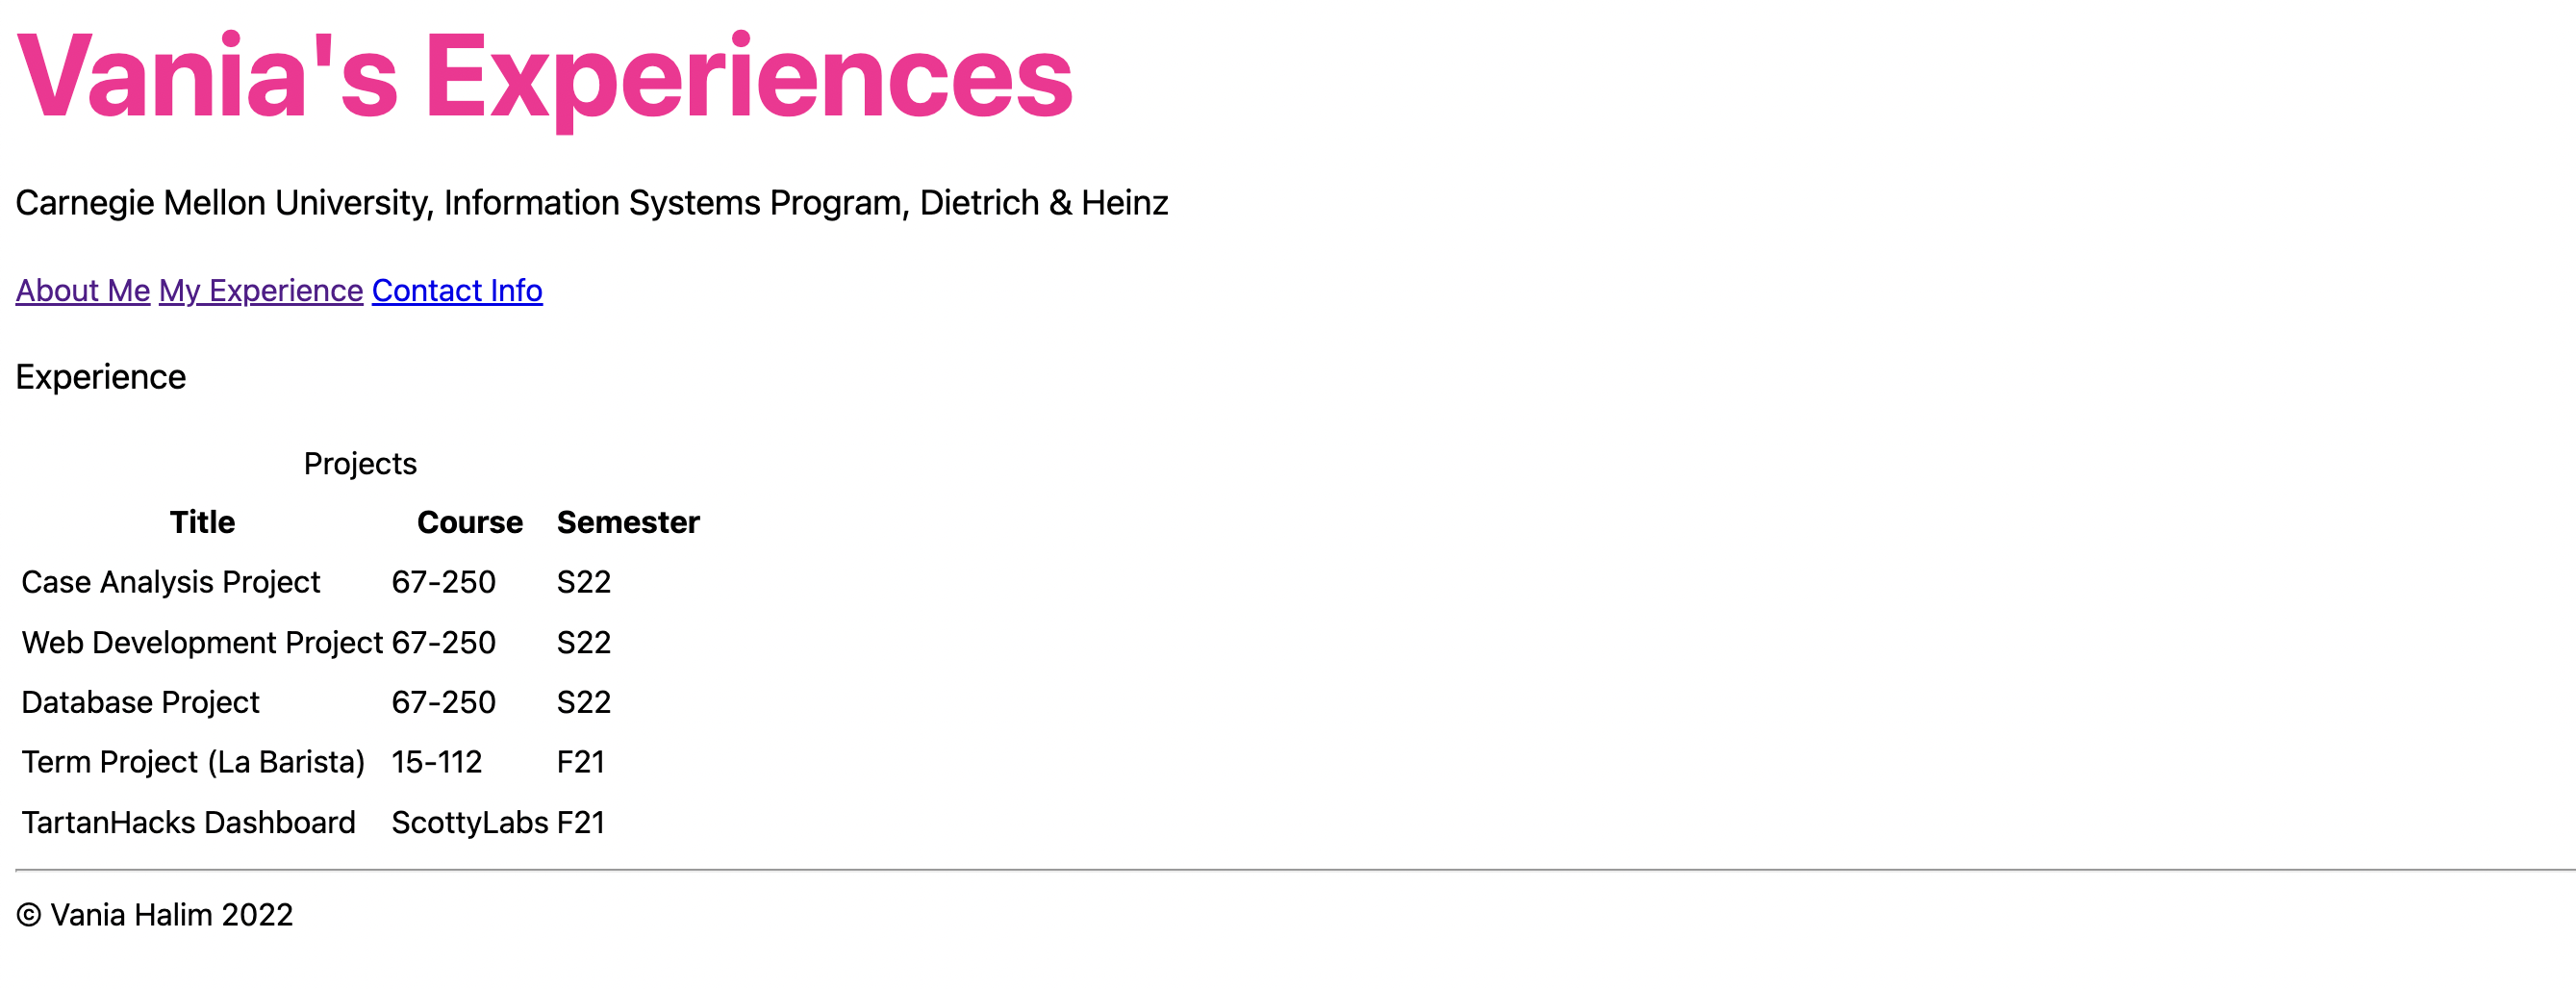 Vania's Experiences
Carnegie Mellon University, Information Systems Program, Dietrich & Heinz
About Me My Experience Contact Info
Experience
Projects
Title Course Semester
Case Analysis Project 67-250 S22
Web Development Project 67-250 S22
Database Project 67-250 S22
Term Project (La Barista) 15-112 F21
TartanHacks Dashboard ScottyLabs F21
© Vania Halim 2022